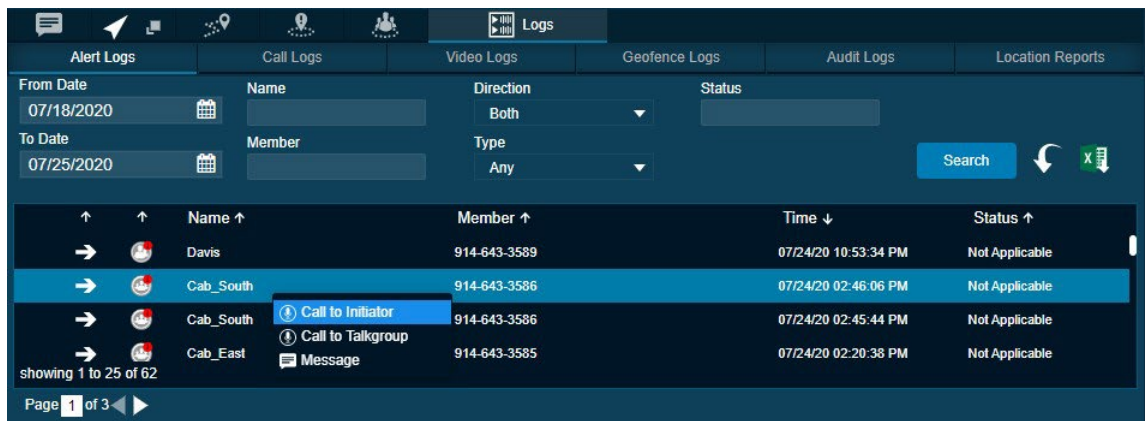 Logs
Alert Logs Call Logs Video Logs Geofence Logs Audit Logs Location Reports
From Date Name Direction Status
07/18/2020 Both
To Date Member Type
07/25/2020 Any Search
Name Member Time Status
Davis 914-643-3589 07/24/20 10:53:34 PM Not Applicable
Cab_South 914-643-3586 07/24/20 02:46:06 PM Not Applicable
Call to Initiator
Cab_South 914-643-3586 07/24/20 02:45:44 PM Not Applicable
Call to Talkgroup
Cab_East 914-643-3585 07/24/20 02:20:38 PM Not Applicable
Message
showing 1 to 25 of 62
Page 1 of 3